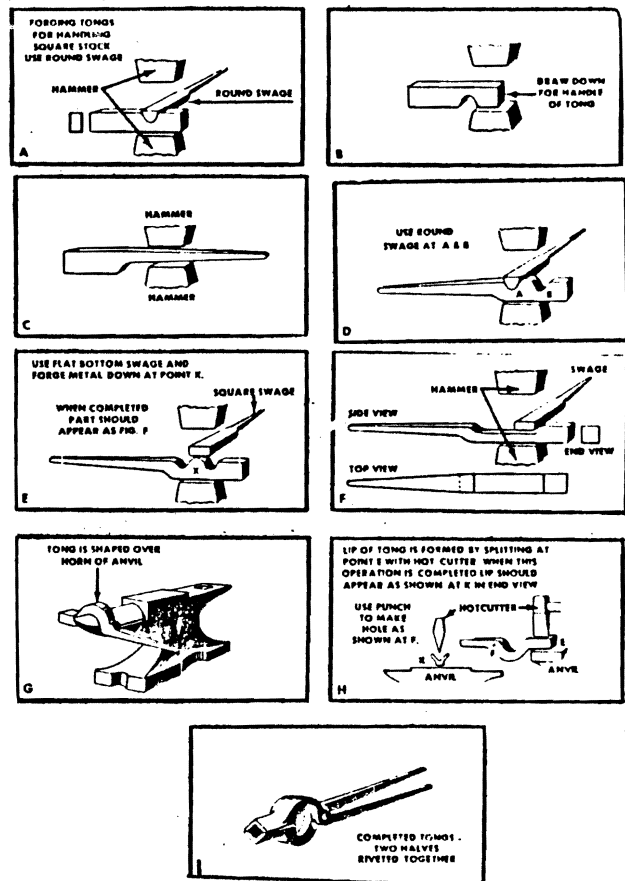 FORGING TONGS
FOR HANDLING
SQUARE STOCK
USE ROUND SWAGE
HAMMER
ROUND SWAGE
A
DRAW DOWN
FOR HANDLE
OF TONG
B
HAMMER
HAMMER
C
USE ROUND
SWAGE AT A & B
A B
D
USE FLAT BOTTOM SWAGE AND
FORGE METAL DOWN AT POINT X.
SQUARE SWAGE
WHEN COMPLETED
PART SHOULD
APPEAR AS FIG. F
X
E
SWAGE
HAMMER
SIDE VIEW
END VIEW
TOP VIEW
F
TONG IS SHAPED OVER
HORN OF ANVIL
G
LIP OF TONG IS FORMED BY SPLITTING AT
POINT E WITH HOT CUTTER WHEN THIS
OPERATION IS COMPLETED LIP SHOULD
APPEAR AS SHOWN AT X IN END VIEW
USE PUNCH
TO MAKE
HOLE AS
SHOWN AT F.
HOTCUTTER
X
F
E
ANVIL
ANVIL
H
COMPLETED TONGS -
TWO HALVES
RIVETED TOGETHER
I